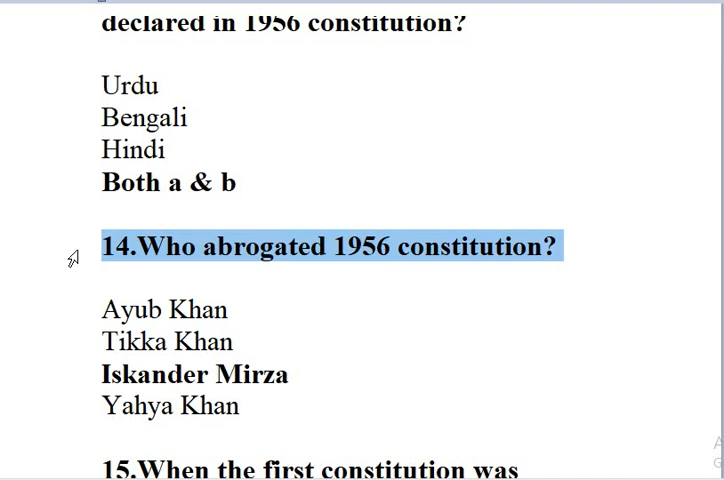 declared in 1956 constitution?
Urdu
Bengali
Hindi
Both a & b
14.Who abrogated 1956 constitution?
Ayub Khan
Tikka Khan
Iskander Mirza
Yahya Khan
15.When the first constitution was